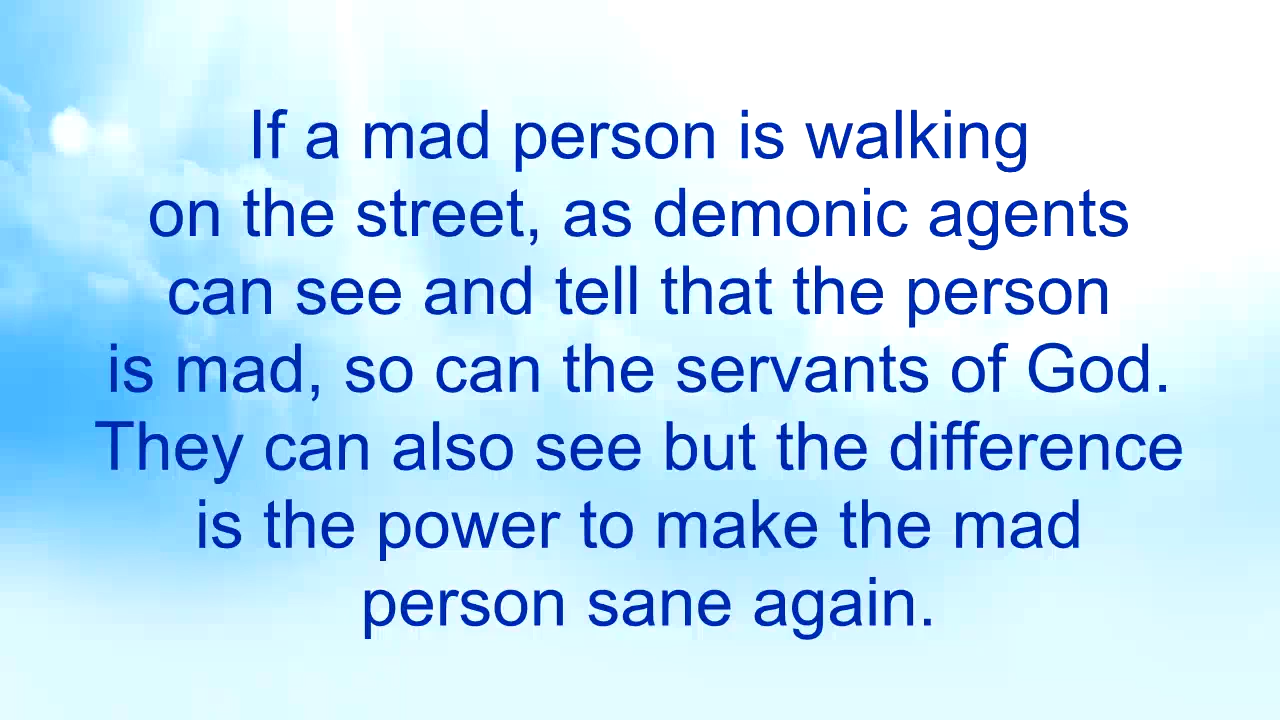 If a mad person is walking
on the street, as demonic agents
can see and tell that the person
is mad, so can the servants of God.
They can also see but the difference
is the power to make the mad
person sane again.